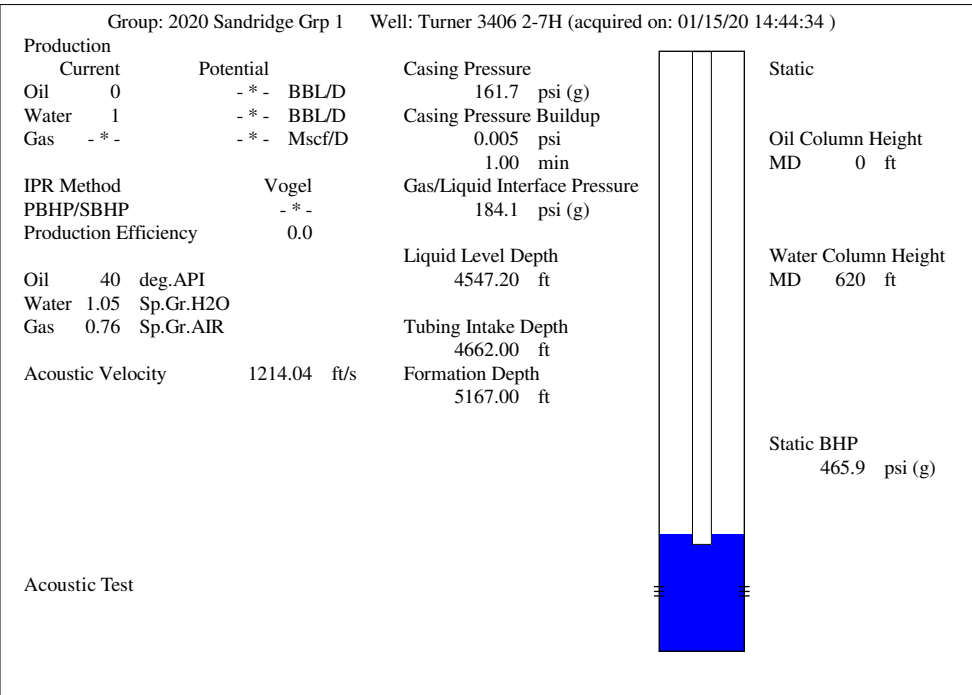 Group: 2020 Sandridge Grp 1 Well: Turner 3406 2-7H (acquired on: 01/15/20 14:44:34 )
Production
Current Potential
Oil 0 - * - BBL/D
Water 1 - * - BBL/D
Gas - * - - * - Mscf/D
IPR Method Vogel
PBHP/SBHP - * -
Production Efficiency 0.0
Oil 40 deg.API
Water 1.05 Sp.Gr.H2O
Gas 0.76 Sp.Gr.AIR
Acoustic Velocity 1214.04 ft/s
Acoustic Test
Casing Pressure
161.7 psi (g)
Casing Pressure Buildup
0.005 psi
1.00 min
Gas/Liquid Interface Pressure
184.1 psi (g)
Liquid Level Depth
4547.20 ft
Tubing Intake Depth
4662.00 ft
Formation Depth
5167.00 ft
Static
Oil Column Height
MD 0 ft
Water Column Height
MD 620 ft
Static BHP
465.9 psi (g)